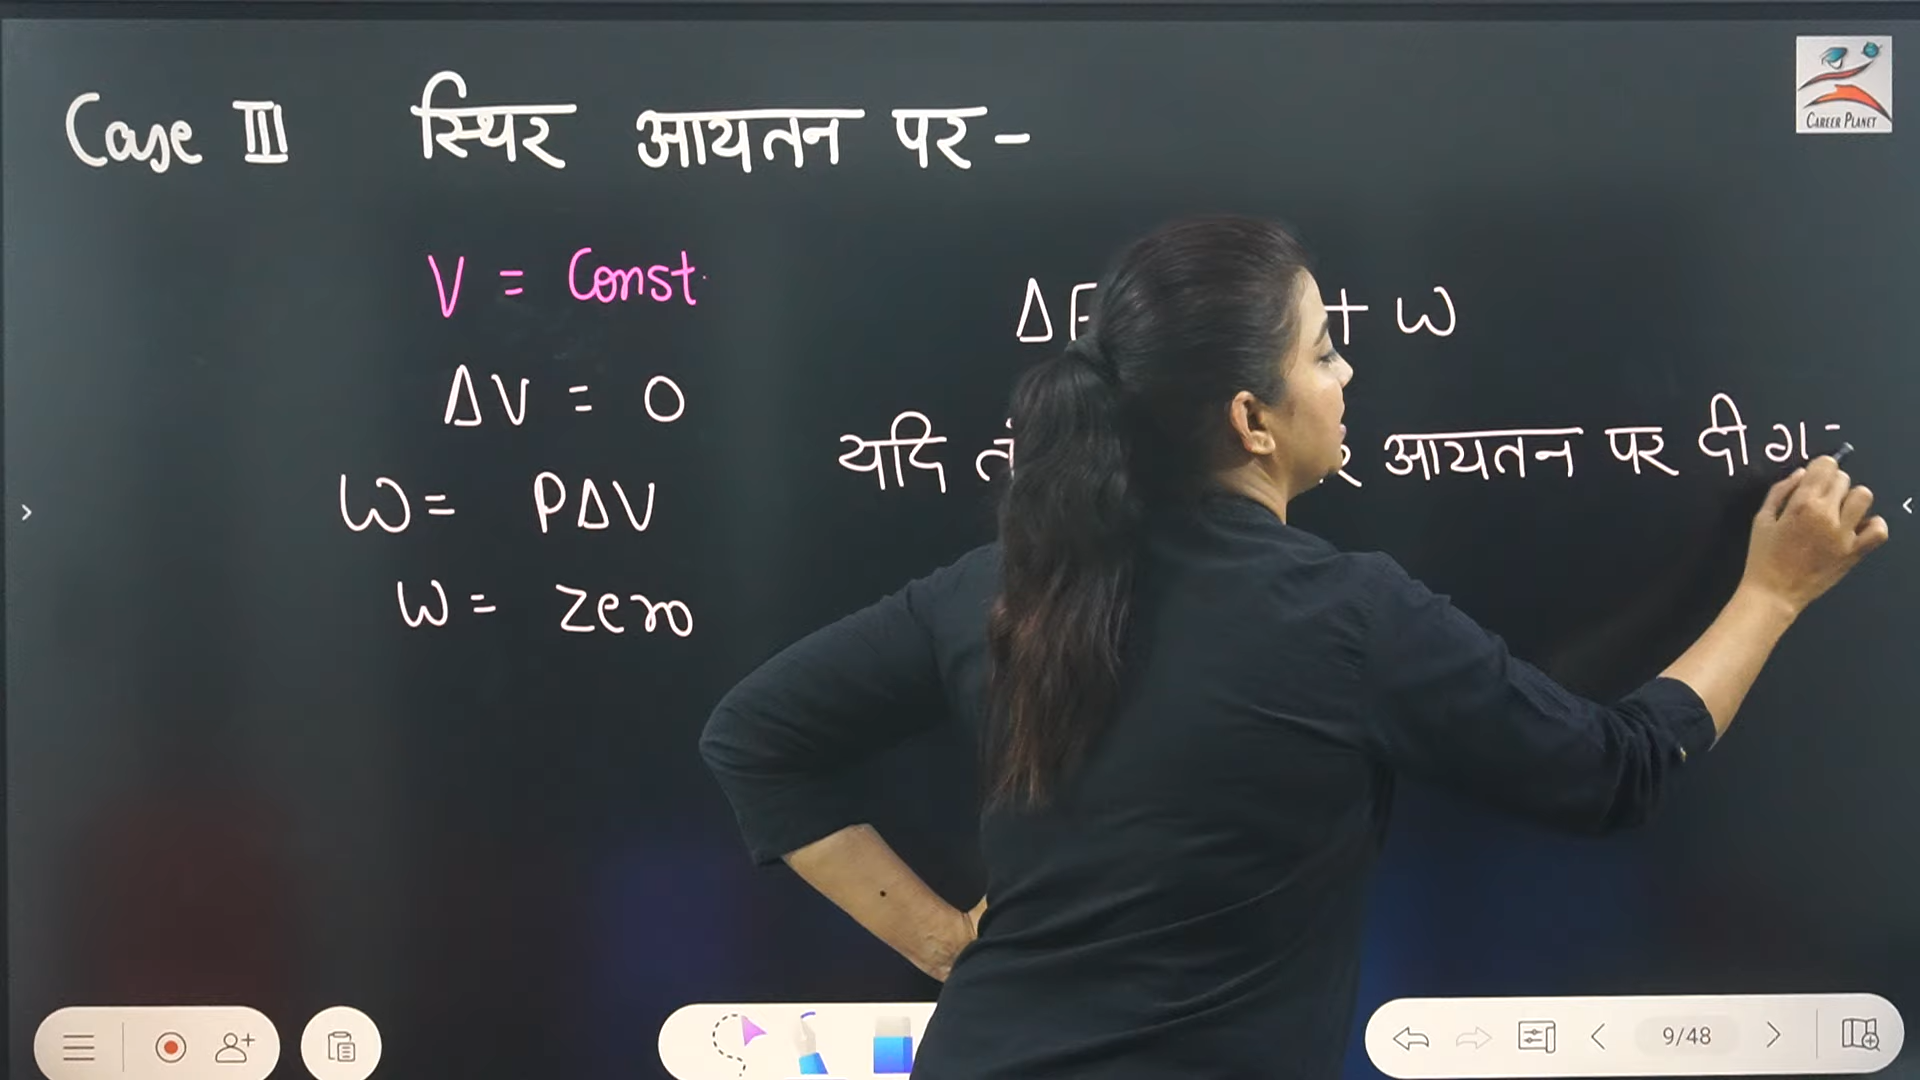 Case III स्थिर आयतन पर -
CAREER PLANET
V = Const.
ΔV = 0
W = PΔV
W = zero
ΔE + W
यदि आयतन पर दी
9/48